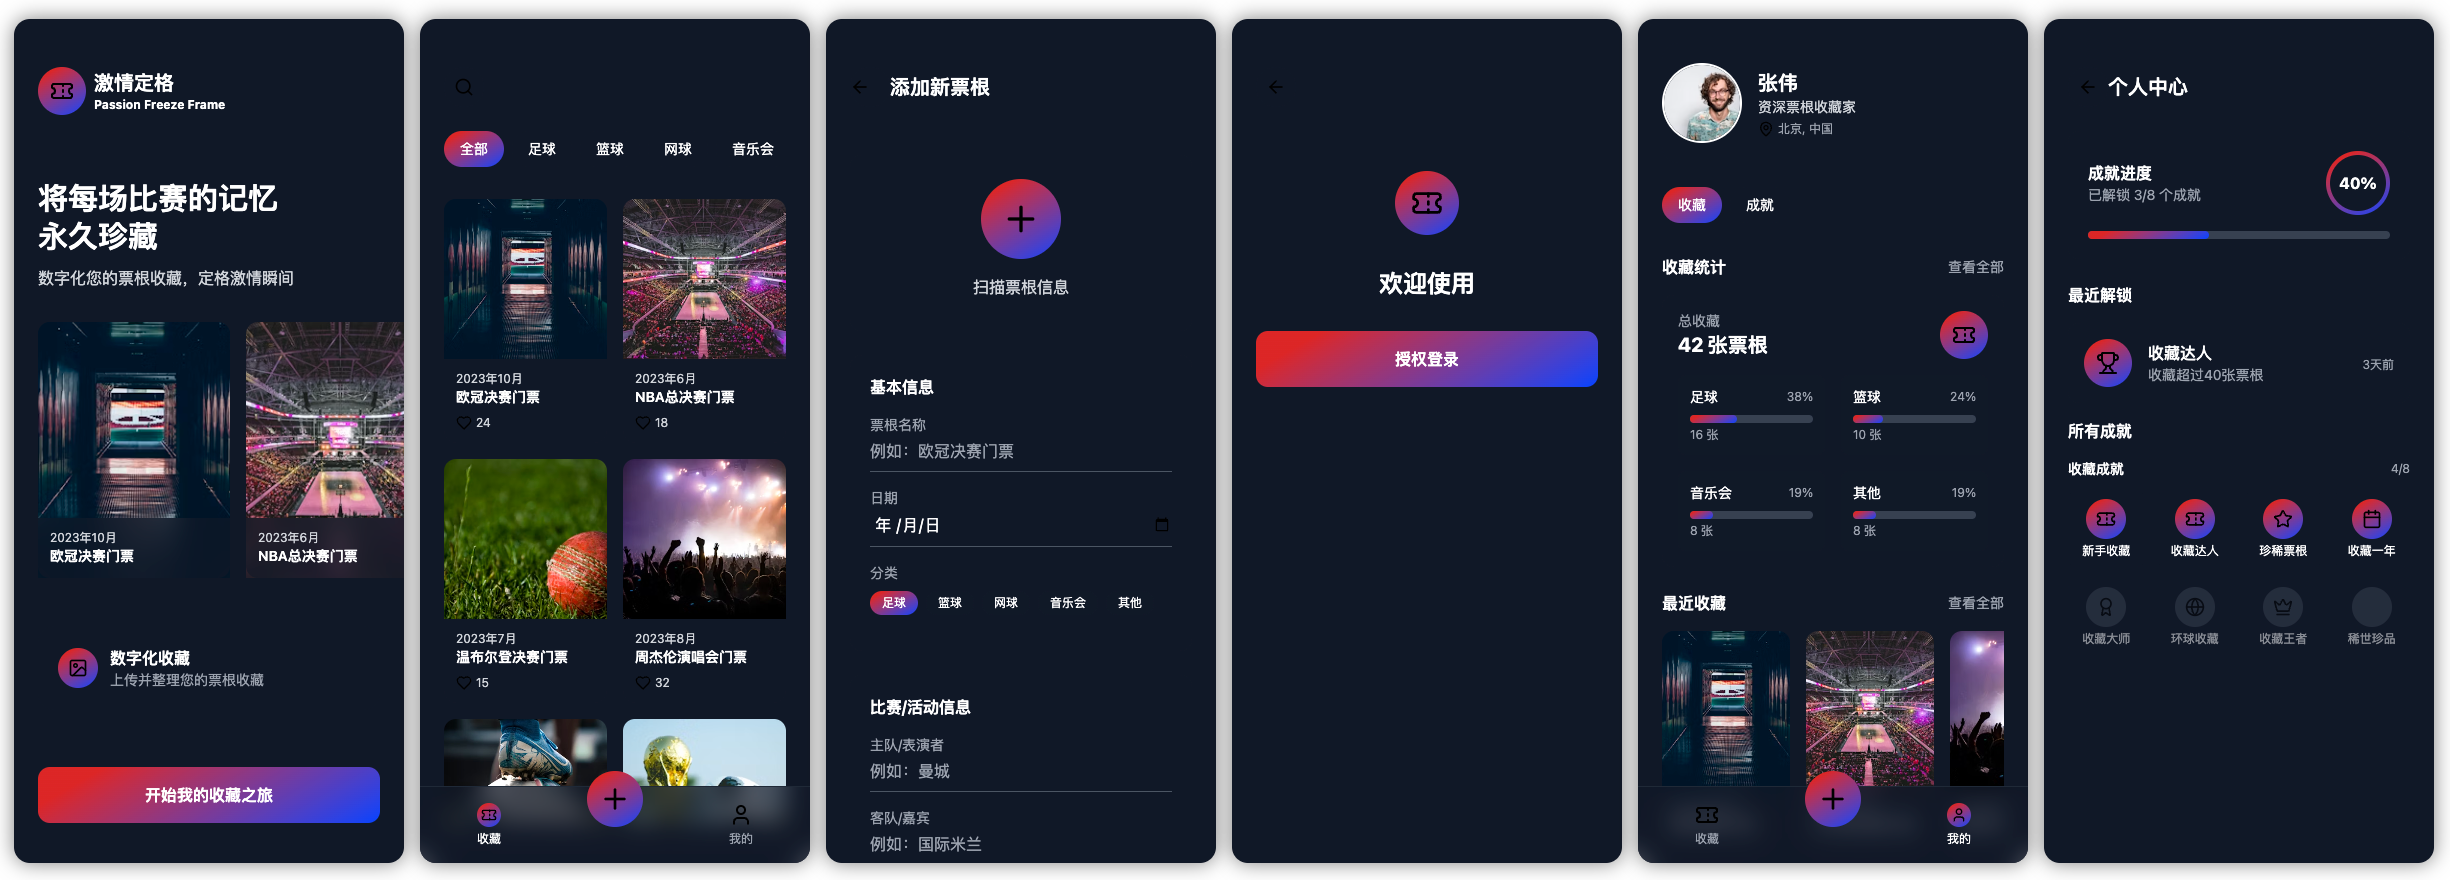 激情定格
Passion Freeze Frame
将每场比赛的记忆
永久珍藏
数字化您的票根收藏，定格激情瞬间
2023年10月
欧冠决赛门票
2023年6月
NBA总决赛门票
数字化收藏
上传并整理您的票根收藏
开始我的收藏之旅
全部 足球 篮球 网球 音乐会
2023年10月
欧冠决赛门票
24
2023年6月
NBA总决赛门票
18
2023年7月
温布尔登决赛门票
15
2023年8月
周杰伦演唱会门票
32
收藏
我的
添加新票根
扫描票根信息
基本信息
票根名称
例如：欧冠决赛门票
日期
年 /月/日
分类
足球 篮球 网球 音乐会 其他
比赛/活动信息
主队/表演者
例如：曼城
客队/嘉宾
例如：国际米兰
欢迎使用
授权登录
张伟
资深票根收藏家
北京, 中国
收藏 成就
收藏统计 查看全部
总收藏
42 张票根
足球 38%
16 张
篮球 24%
10 张
音乐会 19%
8 张
其他 19%
8 张
最近收藏 查看全部
收藏
我的
个人中心
成就进度
已解锁 3/8 个成就
40%
最近解锁
收藏达人
收藏超过40张票根
3天前
所有成就
收藏成就 4/8
新手收藏 收藏达人 珍稀票根 收藏一年
收藏大师 环球收藏 收藏王者 稀世珍品